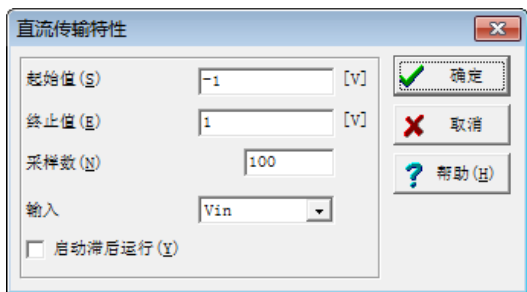 直流传输特性
起始值(S) -1 [V]
终止值(E) 1 [V]
采样数(N) 100
输入 Vin
启动滞后运行(Y)
确定
取消
帮助(H)